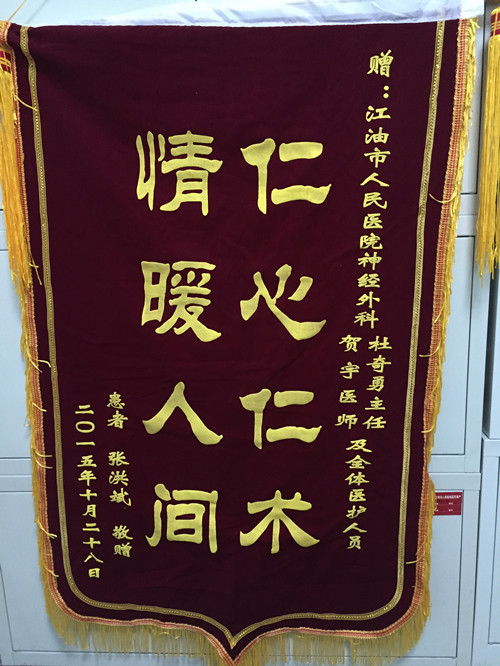 赠：江油市人民医院神经外科 杜奇勇主任
贺宇医师 及全体医护人员
仁心仁术
情暖人间
患者 张洪斌 敬赠
二〇一五年十月二十八日